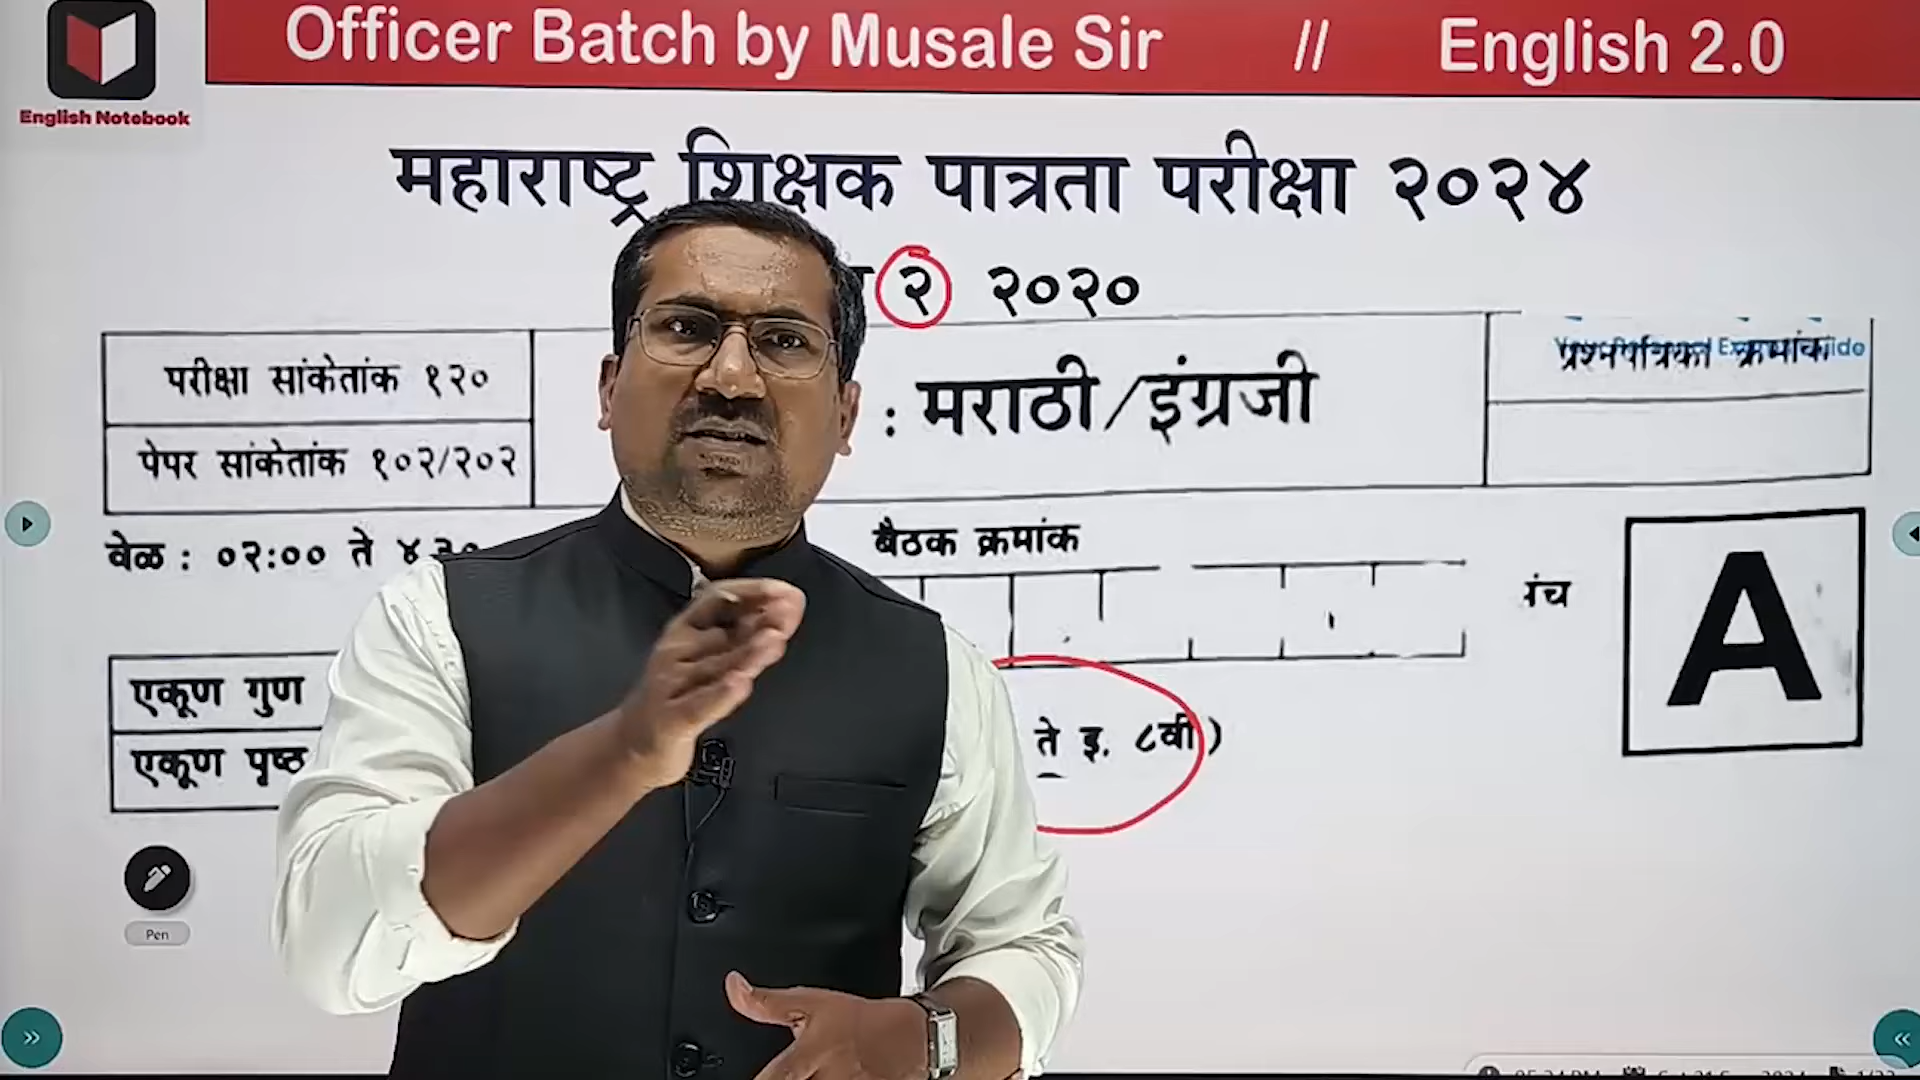 Officer Batch by Musale Sir // English 2.0
English Notebook
महाराष्ट्र शिक्षक पात्रता परीक्षा २०२४
२ २०२०
परीक्षा सांकेतांक १२०
: मराठी/इंग्रजी
प्रश्नपत्रिका क्रमांक
पेपर सांकेतांक १०२/२०२
वेळ : ०२:०० ते ४
बैठक क्रमांक
संच
A
एकूण गुण
एकूण पृष्ठ
ते इ. ८वी)
Pen